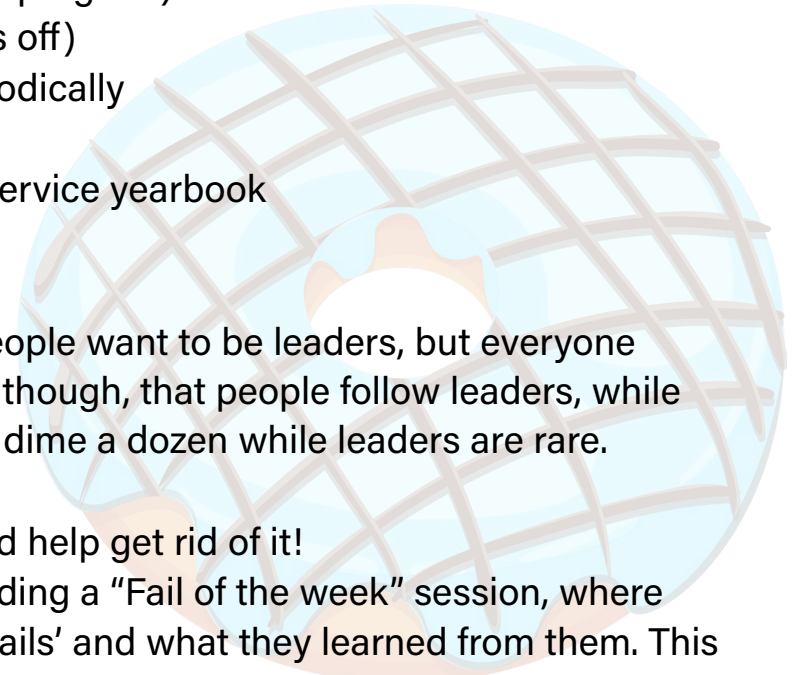 s off)
odically
ervice yearbook
eople want to be leaders, but everyone
though, that people follow leaders, while
dime a dozen while leaders are rare.
d help get rid of it!
ding a “Fail of the week” session, where
ails’ and what they learned from them. This